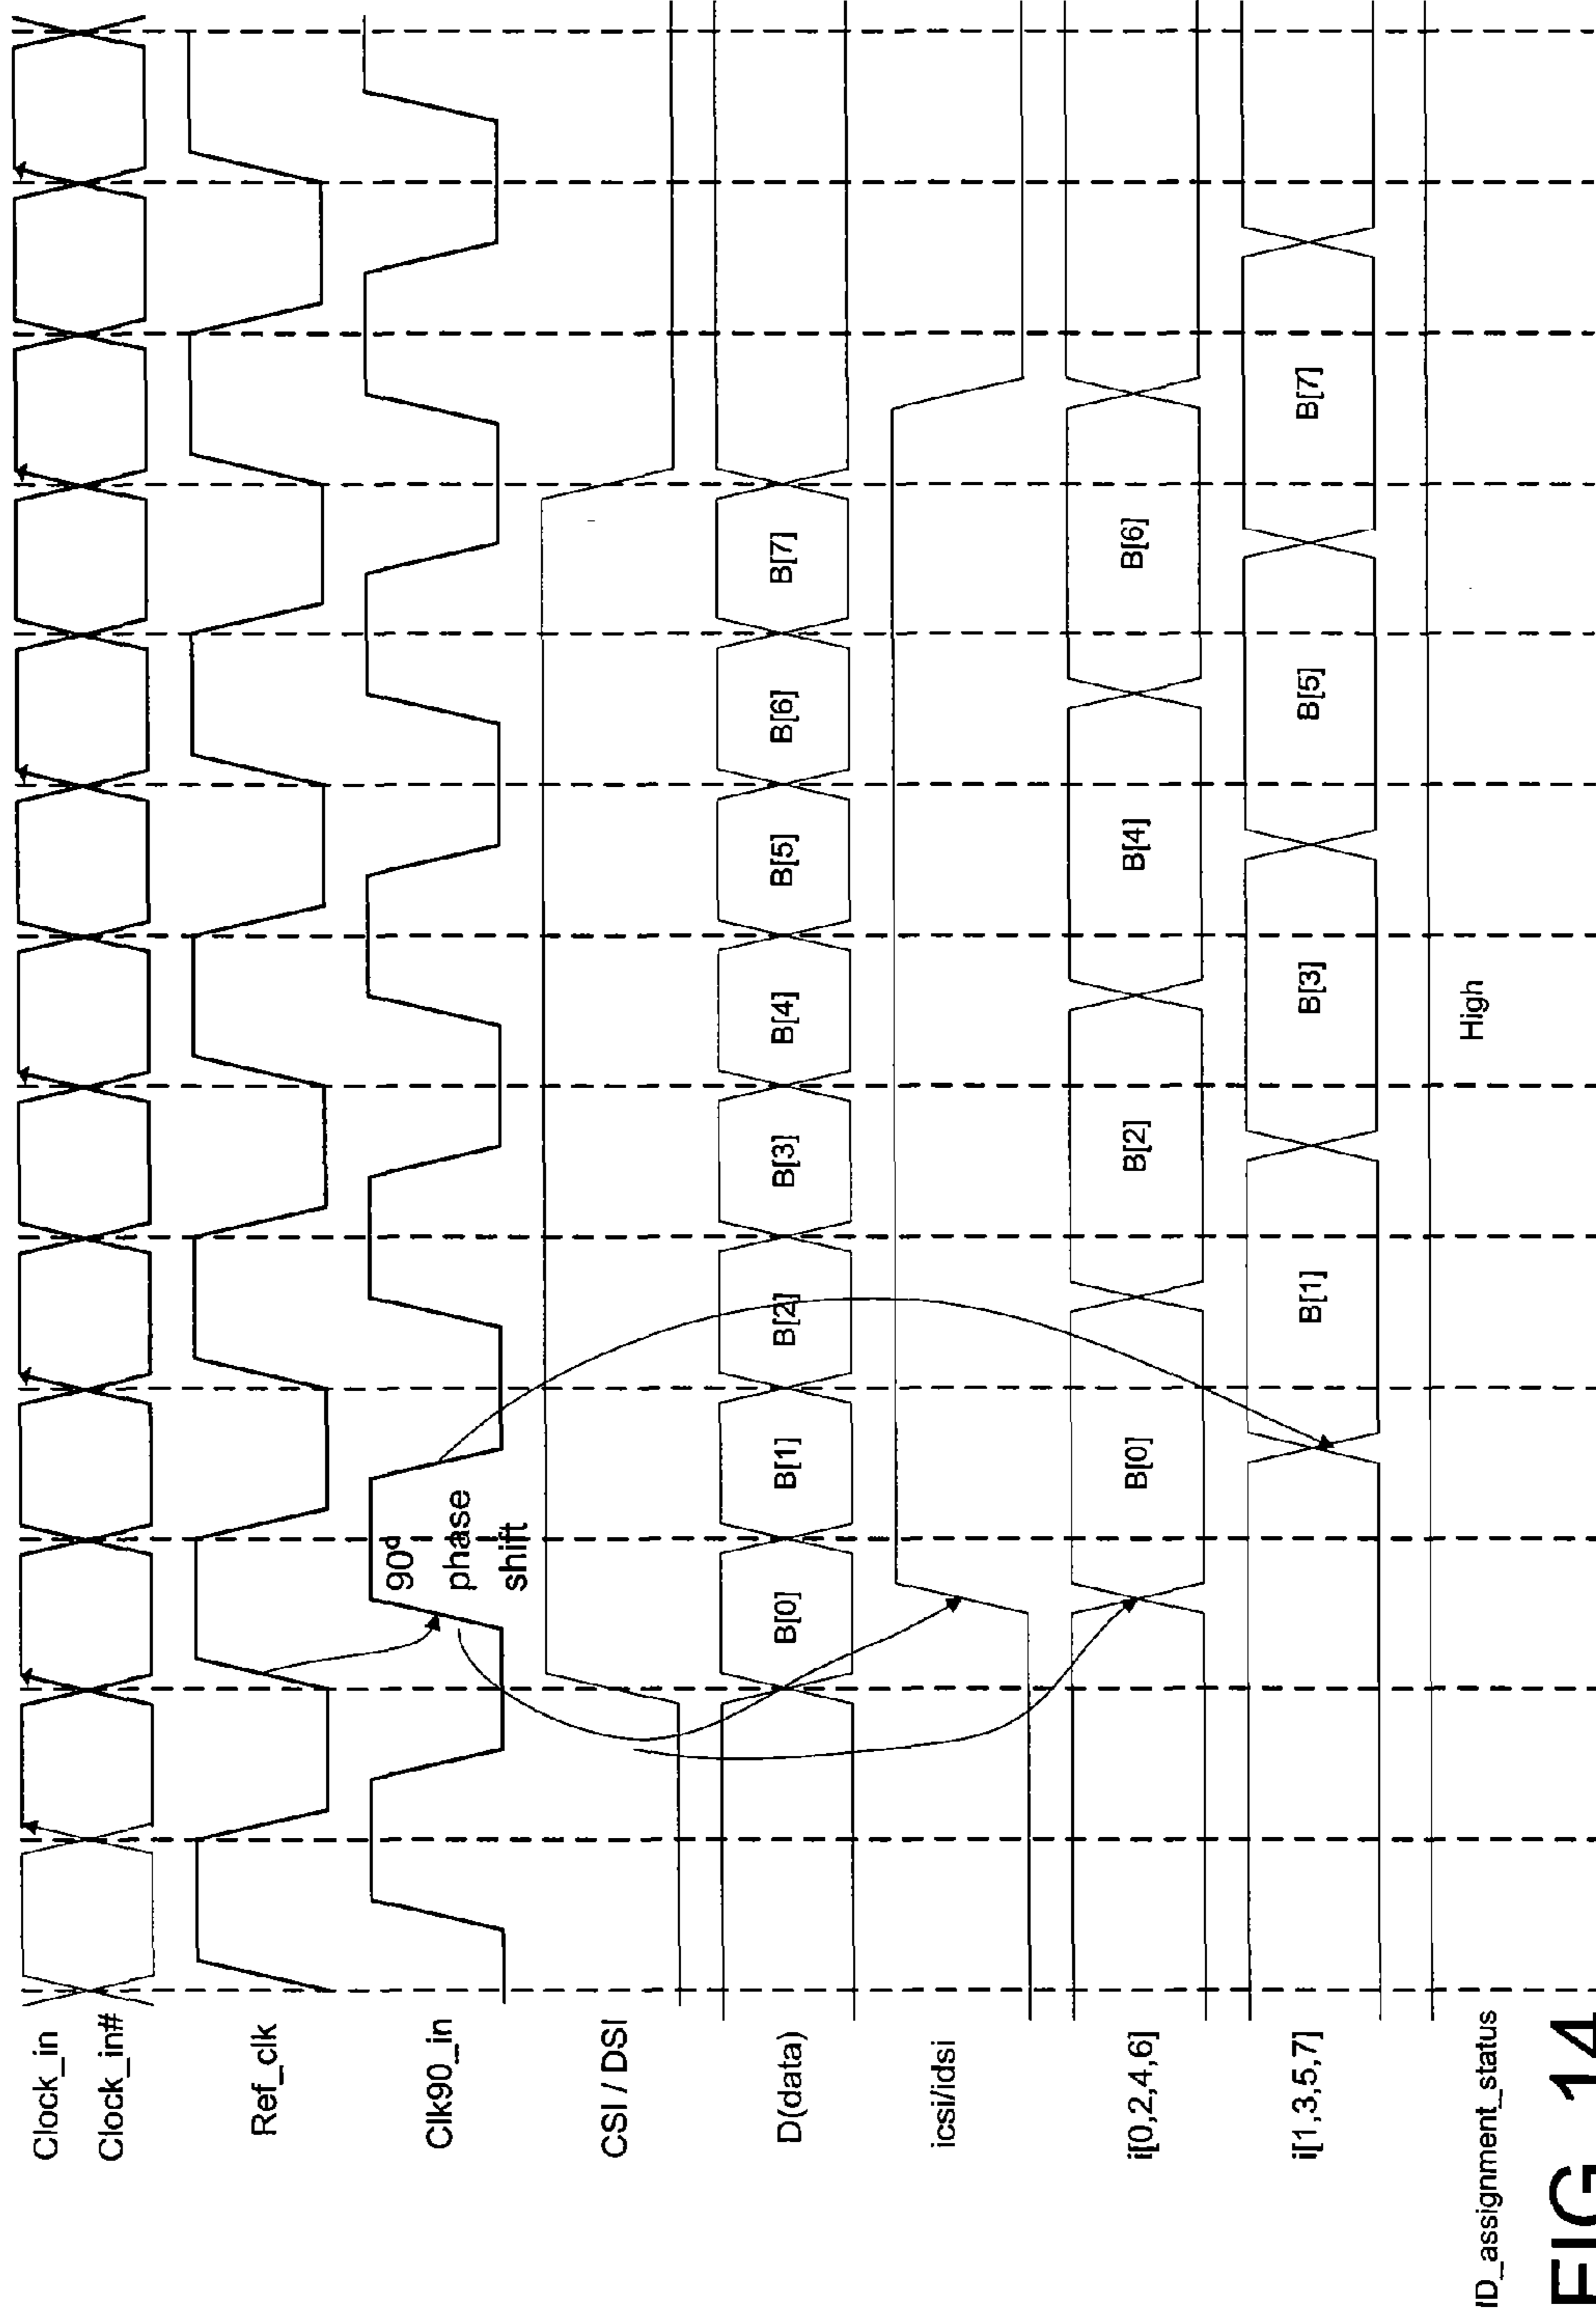 Clock_in
Clock_in#
Ref_clk
Clk90_in
90d
phase
shift
CSI / DSI
D(data)
B[0] B[1] B[2] B[3] B[4] B[5] B[6] B[7]
icsi/idsi
i[0,2,4,6]
B[0] B[2] B[4] B[6]
i[1,3,5,7]
B[1] B[3] B[5] B[7]
High
ID_assignment_status
FIG. 14